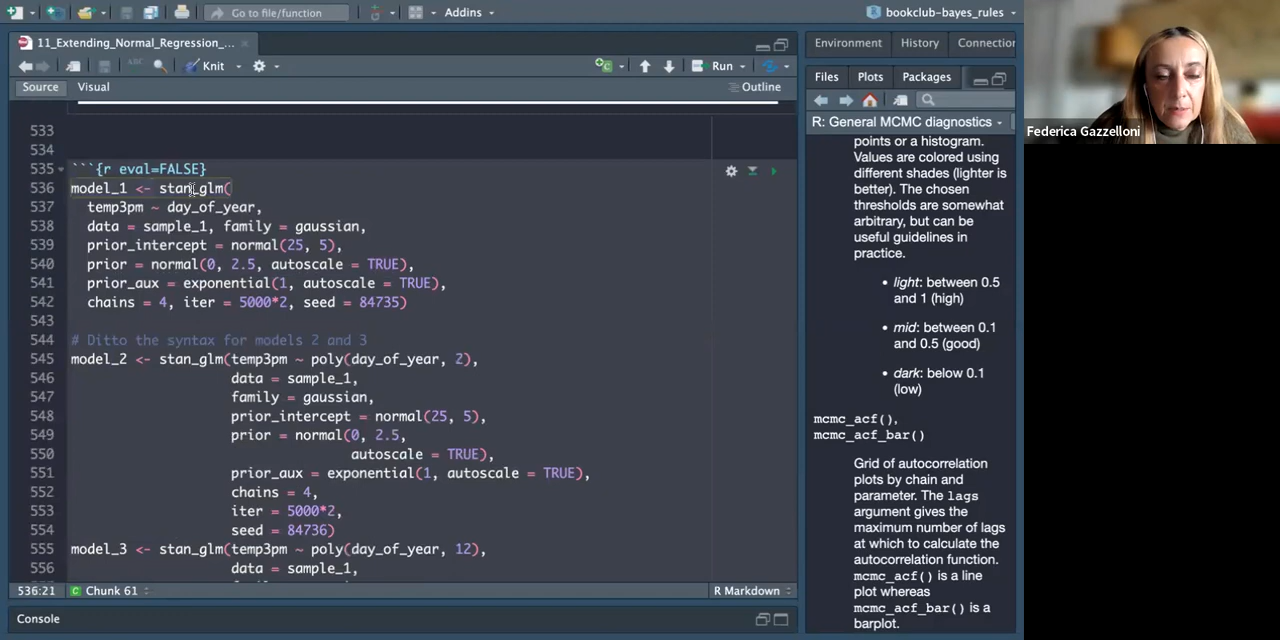 Go to file/function
Addins
bookclub-bayes_rules
11_Extending_Normal_Regression_...
ABC
Knit
Run
Source
Visual
Outline
533
534
535 ```{r eval=FALSE}
536 model_1 <- stan_glm(
537 temp3pm ~ day_of_year,
538 data = sample_1, family = gaussian,
539 prior_intercept = normal(25, 5),
540 prior = normal(0, 2.5, autoscale = TRUE),
541 prior_aux = exponential(1, autoscale = TRUE),
542 chains = 4, iter = 5000*2, seed = 84735)
543
544 # Ditto the syntax for models 2 and 3
545 model_2 <- stan_glm(temp3pm ~ poly(day_of_year, 2),
546 data = sample_1,
547 family = gaussian,
548 prior_intercept = normal(25, 5),
549 prior = normal(0, 2.5,
550 autoscale = TRUE),
551 prior_aux = exponential(1, autoscale = TRUE),
552 chains = 4,
553 iter = 5000*2,
554 seed = 84736)
555 model_3 <- stan_glm(temp3pm ~ poly(day_of_year, 12),
556 data = sample_1,
536:21
Chunk 61
R Markdown
Console
Environment
History
Connection
Files
Plots
Packages
R: General MCMC diagnostics
points or a histogram.
Values are colored using
different shades (lighter is
better). The chosen
thresholds are somewhat
arbitrary, but can be
useful guidelines in
practice.
• light: between 0.5
and 1 (high)
• mid: between 0.1
and 0.5 (good)
• dark: below 0.1
(low)
mcmc_acf(),
mcmc_acf_bar()
Grid of autocorrelation
plots by chain and
parameter. The lags
argument gives the
maximum number of lags
at which to calculate the
autocorrelation function.
mcmc_acf() is a line
plot whereas
mcmc_acf_bar() is a
barplot.
Federica Gazzelloni